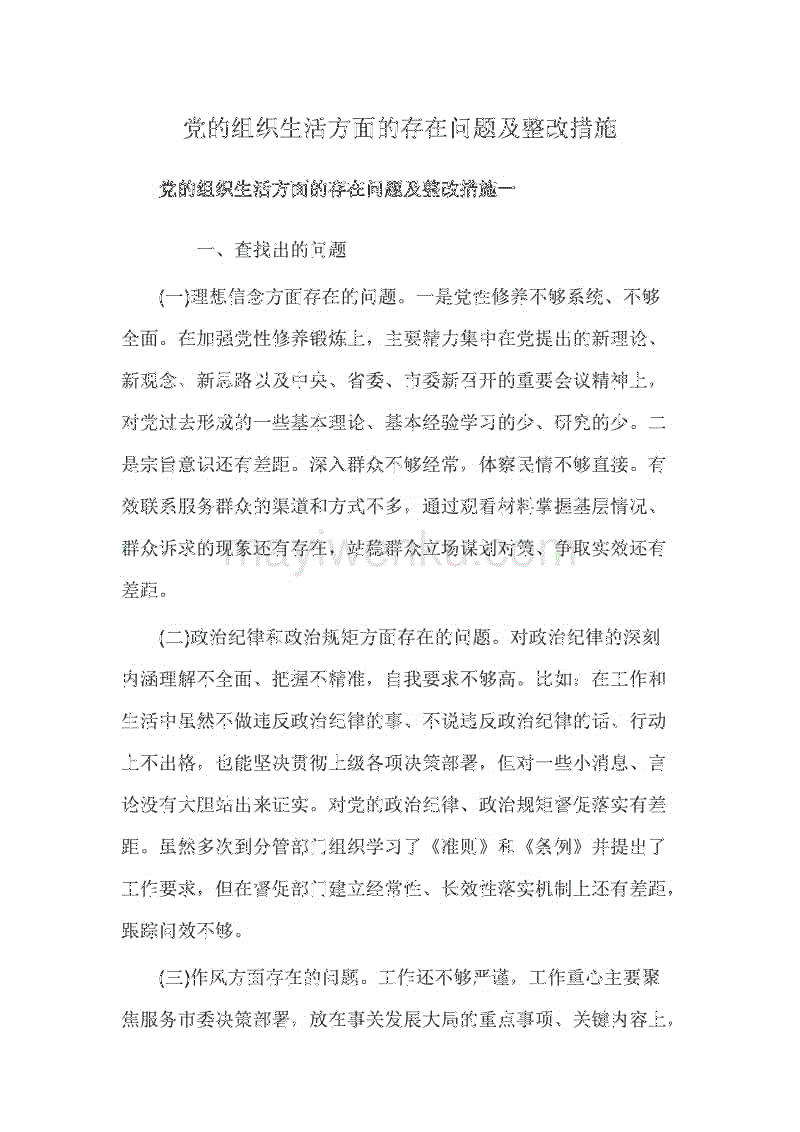 党的组织生活方面的存在问题及整改措施
党的组织生活方面的存在问题及整改措施一
一、查找出的问题
(一)理想信念方面存在的问题。一是党性修养不够系统、不够
全面。在加强党性修养锻炼上，主要精力集中在党提出的新理论、
新观念、新思路以及中央、省委、市委新召开的重要会议精神上，
对党过去形成的一些基本理论、基本经验学习的少、研究的少。二
是宗旨意识还有差距。深入群众不够经常，体察民情不够直接。有
效联系服务群众的渠道和方式不多，通过观看材料掌握基层情况、
群众诉求的现象还有存在，站稳群众立场谋划对策、争取实效还有
mayiwenku.com
差距。
(二)政治纪律和政治规矩方面存在的问题。对政治纪律的深刻
内涵理解不全面、把握不精准，自我要求不够高。比如：在工作和
生活中虽然不做违反政治纪律的事、不说违反政治纪律的话、行动
上不出格，也能坚决贯彻上级各项决策部署，但对一些小消息、言
论没有大胆站出来证实。对党的政治纪律、政治规矩督促落实有差
距。虽然多次到分管部门组织学习了《准则》和《条例》并提出了
工作要求，但在督促部门建立经常性、长效性落实机制上还有差距，
跟踪问效不够。
(三)作风方面存在的问题。工作还不够严谨，工作重心主要聚
焦服务市委决策部署，放在事关发展大局的重点事项、关键内容上，